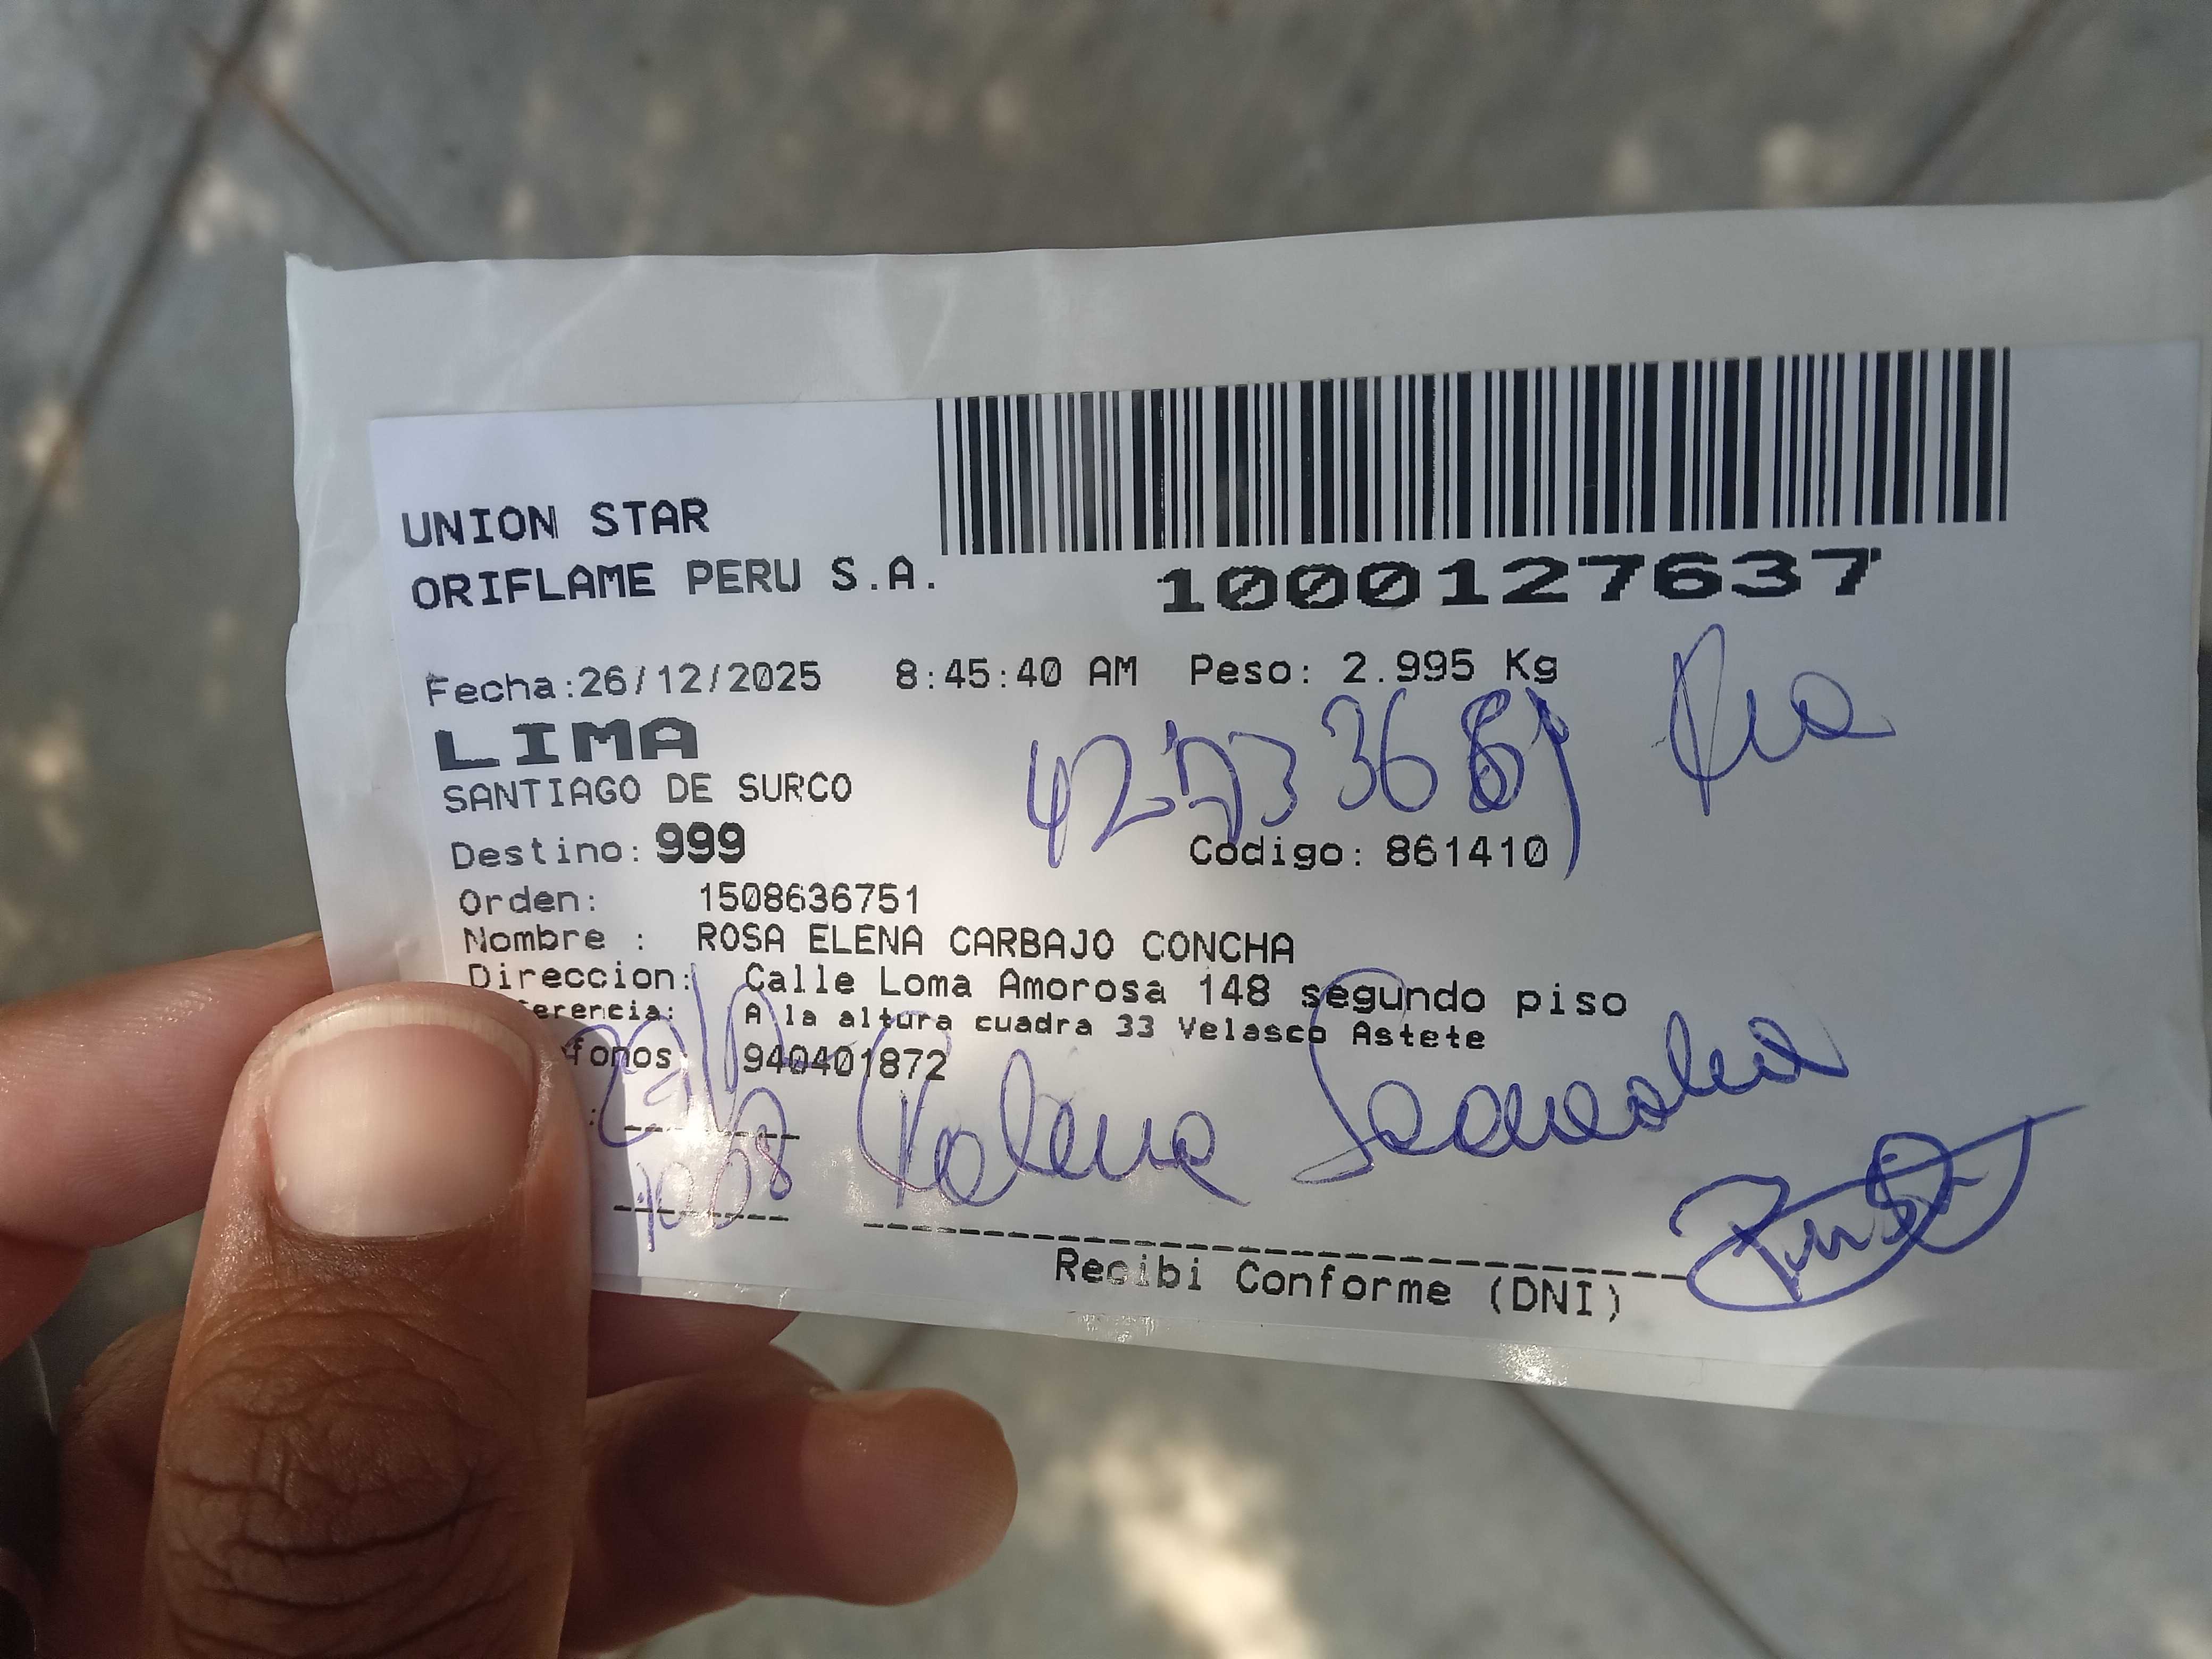 UNION STAR
ORIFLAME PERU S.A.
1000127637
Fecha:26/12/2025 8:45:40 AM Peso: 2.995 Kg
LIMA
SANTIAGO DE SURCO
Destino: 999 Codigo: 861410
Orden: 1508636751
Nombre : ROSA ELENA CARBAJO CONCHA
Direccion: Calle Loma Amorosa 148 segundo piso
erencia: A la altura cuadra 33 Velasco Astete
fonos: 940401872
Recibi Conforme (DNI)